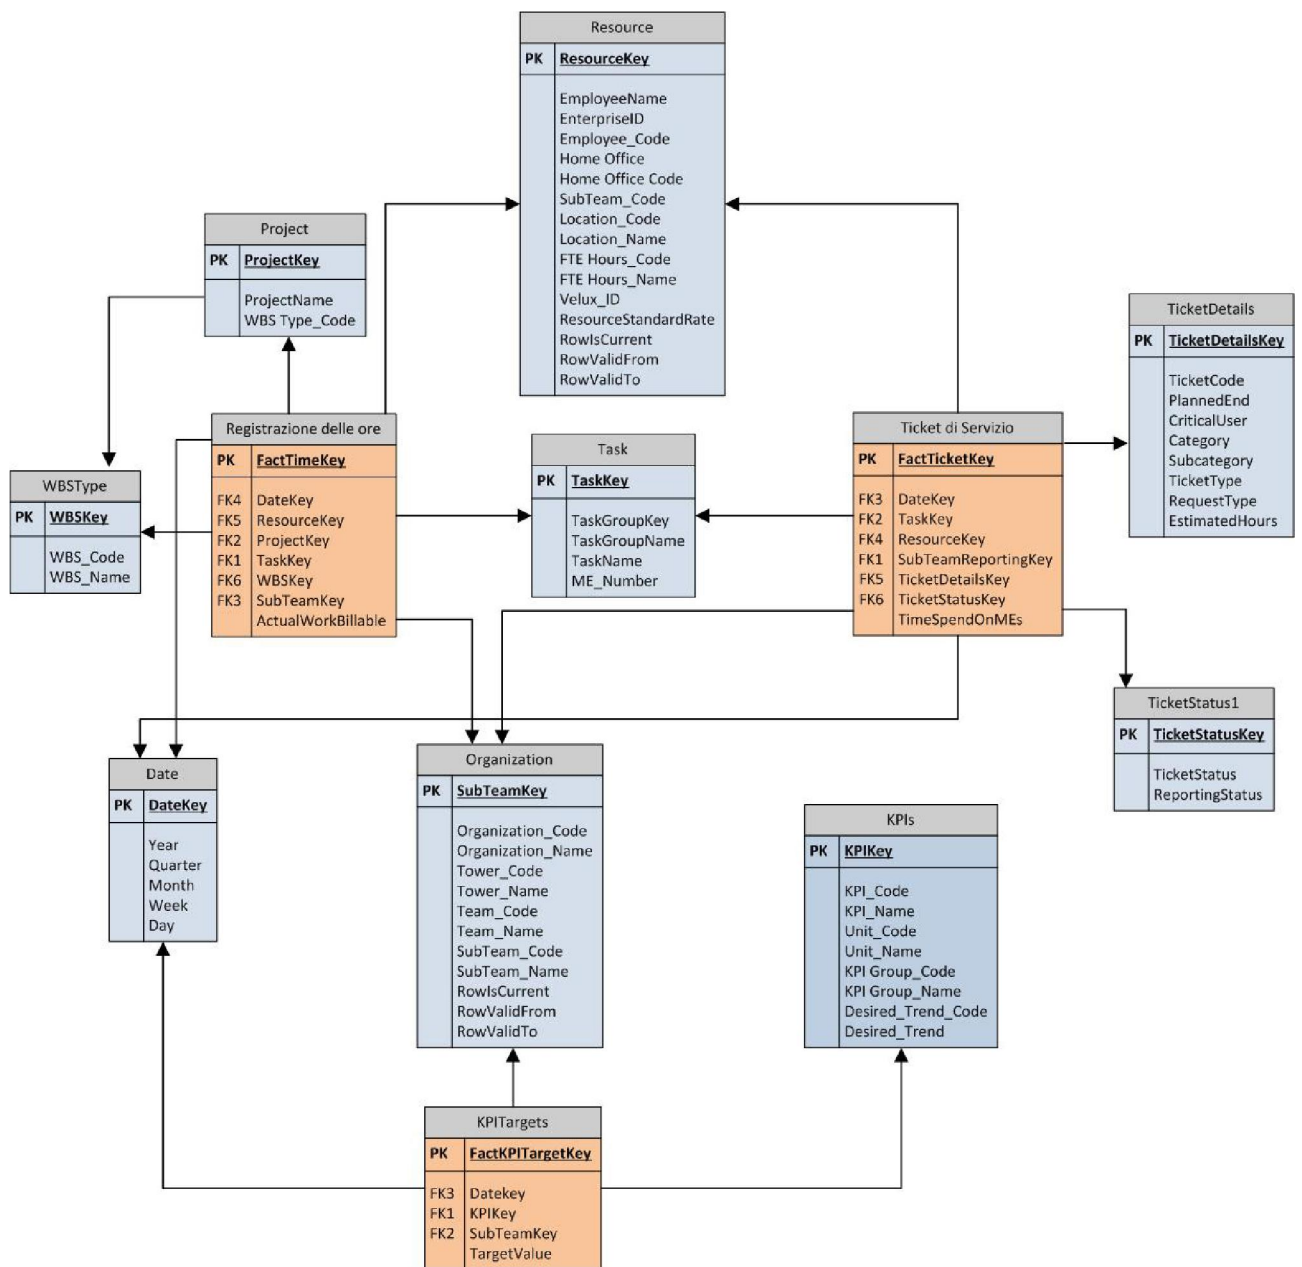 Resource
PK ResourceKey
EmployeeName
EnterpriseID
Employee_Code
Home Office
Home Office Code
SubTeam_Code
Location_Code
Location_Name
FTE Hours_Code
FTE Hours_Name
Velux_ID
ResourceStandardRate
RowIsCurrent
RowValidFrom
RowValidTo
Project
PK ProjectKey
ProjectName
WBS Type_Code
TicketDetails
PK TicketDetailsKey
TicketCode
PlannedEnd
CriticalUser
Category
Subcategory
TicketType
RequestType
EstimatedHours
Registrazione delle ore
PK FactTimeKey
FK4 DateKey
FK5 ResourceKey
FK2 ProjectKey
FK1 TaskKey
FK6 WBSKey
FK3 SubTeamKey
ActualWorkBillable
Task
PK TaskKey
TaskGroupKey
TaskGroupName
TaskName
ME_Number
Ticket di Servizio
PK FactTicketKey
FK3 DateKey
FK2 TaskKey
FK4 ResourceKey
FK1 SubTeamReportingKey
FK5 TicketDetailsKey
FK6 TicketStatusKey
TimeSpendOnMEs
WBSType
PK WBSKey
WBS_Code
WBS_Name
TicketStatus1
PK TicketStatusKey
TicketStatus
ReportingStatus
Date
PK DateKey
Year
Quarter
Month
Week
Day
Organization
PK SubTeamKey
Organization_Code
Organization_Name
Tower_Code
Tower_Name
Team_Code
Team_Name
SubTeam_Code
SubTeam_Name
RowIsCurrent
RowValidFrom
RowValidTo
KPIs
PK KPIKey
KPI_Code
KPI_Name
Unit_Code
Unit_Name
KPI Group_Code
KPI Group_Name
Desired_Trend_Code
Desired_Trend
KPITargets
PK FactKPITargetKey
FK3 Datekey
FK1 KPIKey
FK2 SubTeamKey
TargetValue